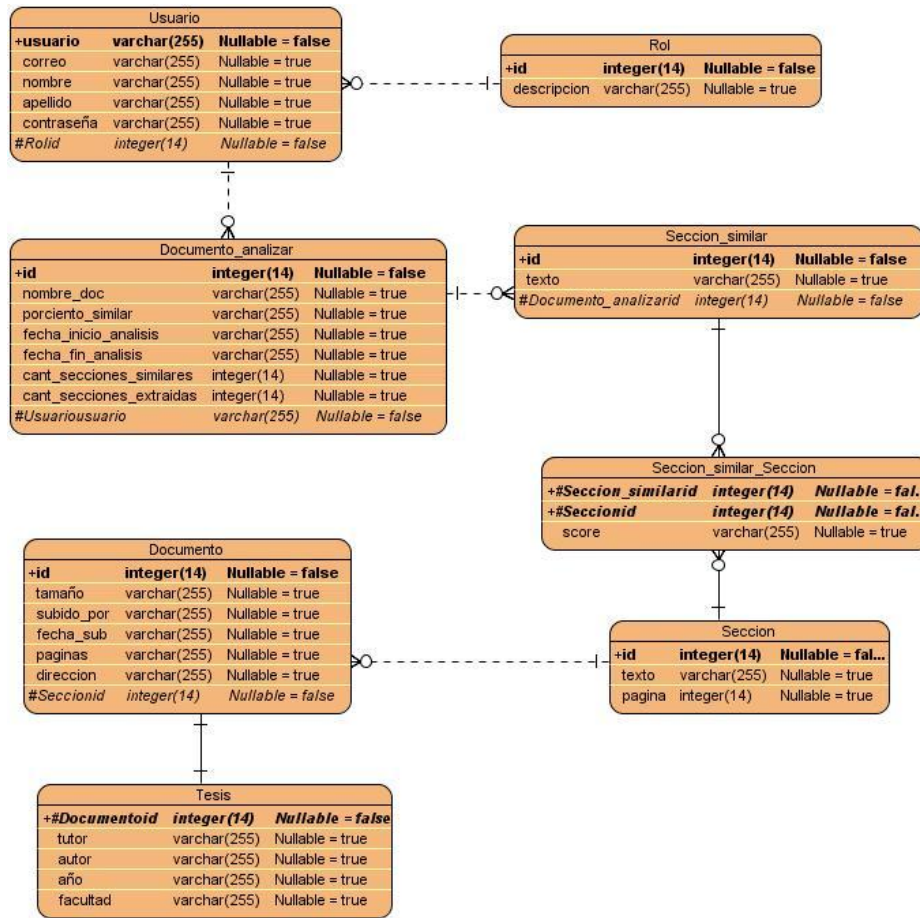 Usuario
+usuario varchar(255) Nullable = false
correo varchar(255) Nullable = true
nombre varchar(255) Nullable = true
apellido varchar(255) Nullable = true
contraseña varchar(255) Nullable = true
#Rolid integer(14) Nullable = false
Rol
+id integer(14) Nullable = false
descripcion varchar(255) Nullable = true
Documento_analizar
+id integer(14) Nullable = false
nombre_doc varchar(255) Nullable = true
porciento_similar varchar(255) Nullable = true
fecha_inicio_analisis varchar(255) Nullable = true
fecha_fin_analisis varchar(255) Nullable = true
cant_secciones_similares integer(14) Nullable = true
cant_secciones_extraidas integer(14) Nullable = true
#Usuariousuario varchar(255) Nullable = false
Seccion_similar
+id integer(14) Nullable = false
texto varchar(255) Nullable = true
#Documento_analizarid integer(14) Nullable = false
Seccion_similar_Seccion
+#Seccion_similarid integer(14) Nullable = fal...
+#Seccionid integer(14) Nullable = fal...
score varchar(255) Nullable = true
Documento
+id integer(14) Nullable = false
tamaño varchar(255) Nullable = true
subido_por varchar(255) Nullable = true
fecha_sub varchar(255) Nullable = true
paginas varchar(255) Nullable = true
direccion varchar(255) Nullable = true
#Seccionid integer(14) Nullable = false
Seccion
+id integer(14) Nullable = fal...
texto varchar(255) Nullable = true
pagina integer(14) Nullable = true
Tesis
+#Documentoid integer(14) Nullable = false
tutor varchar(255) Nullable = true
autor varchar(255) Nullable = true
año varchar(255) Nullable = true
facultad varchar(255) Nullable = true